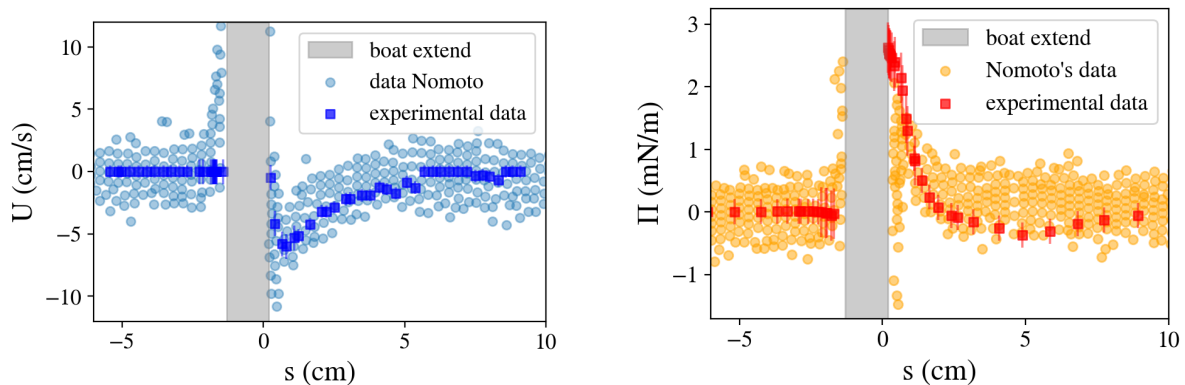 10
5
0
−5
−10
U (cm/s)
boat extend
data Nomoto
experimental data
−5
0
5
10
s (cm)
3
2
1
0
−1
Π (mN/m)
boat extend
Nomoto's data
experimental data
−5
0
5
10
s (cm)